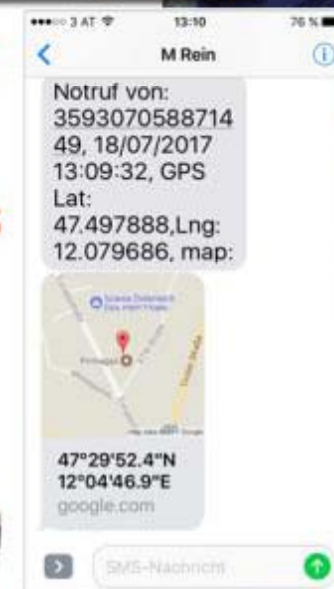 3 AT 13:10 76 %
M Rein
Notruf von:
3593070588714
49, 18/07/2017
13:09:32, GPS
Lat:
47.497888,Lng:
12.079686, map:
47°29'52.4"N
12°04'46.9"E
google.com
SMS-Nachricht